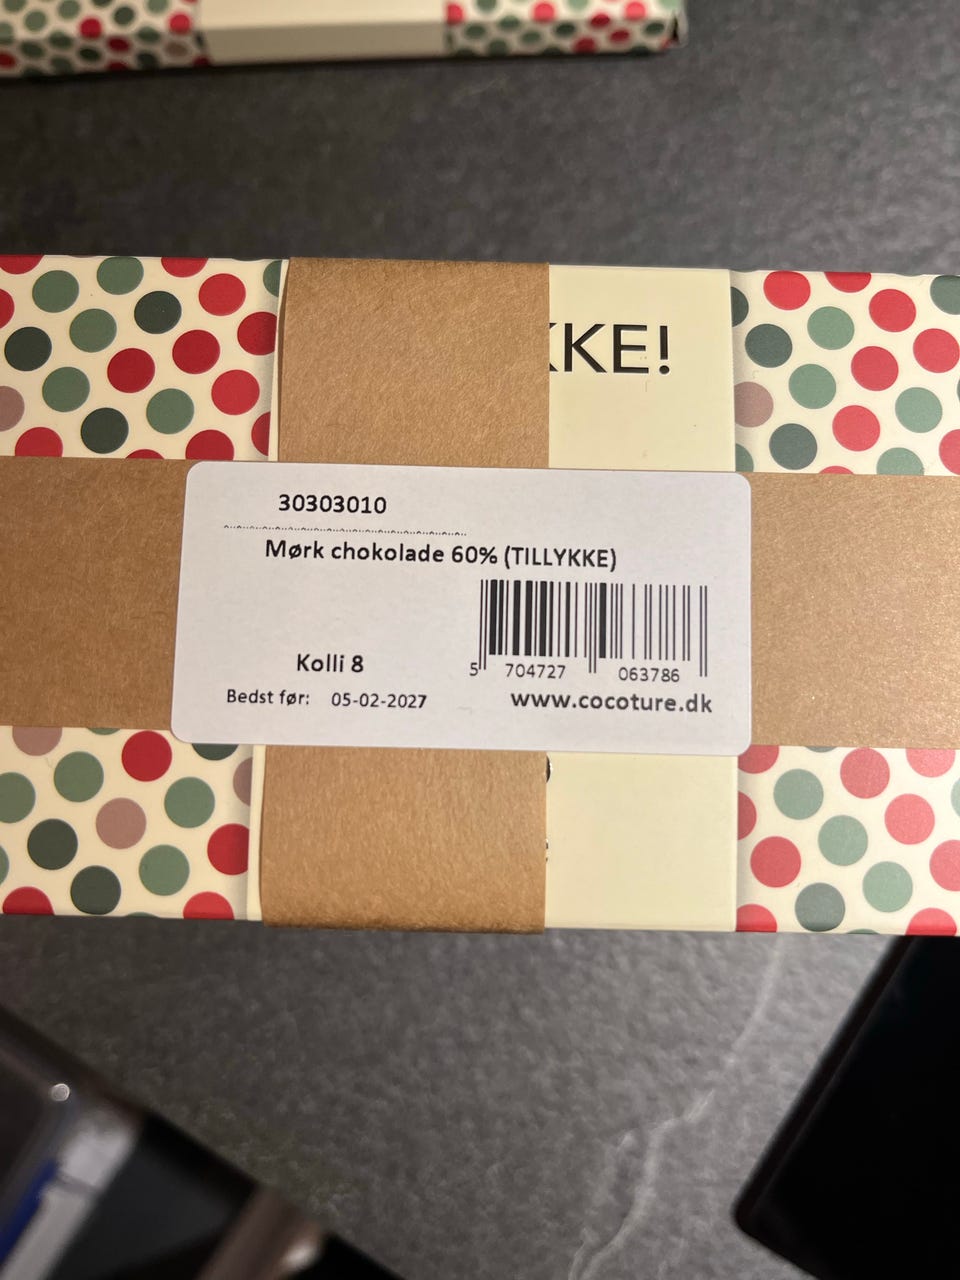 KKE!
30303010
Mørk chokolade 60% (TILLYKKE)
5 704727 063786
Kolli 8
Bedst før: 05-02-2027
www.cocoture.dk